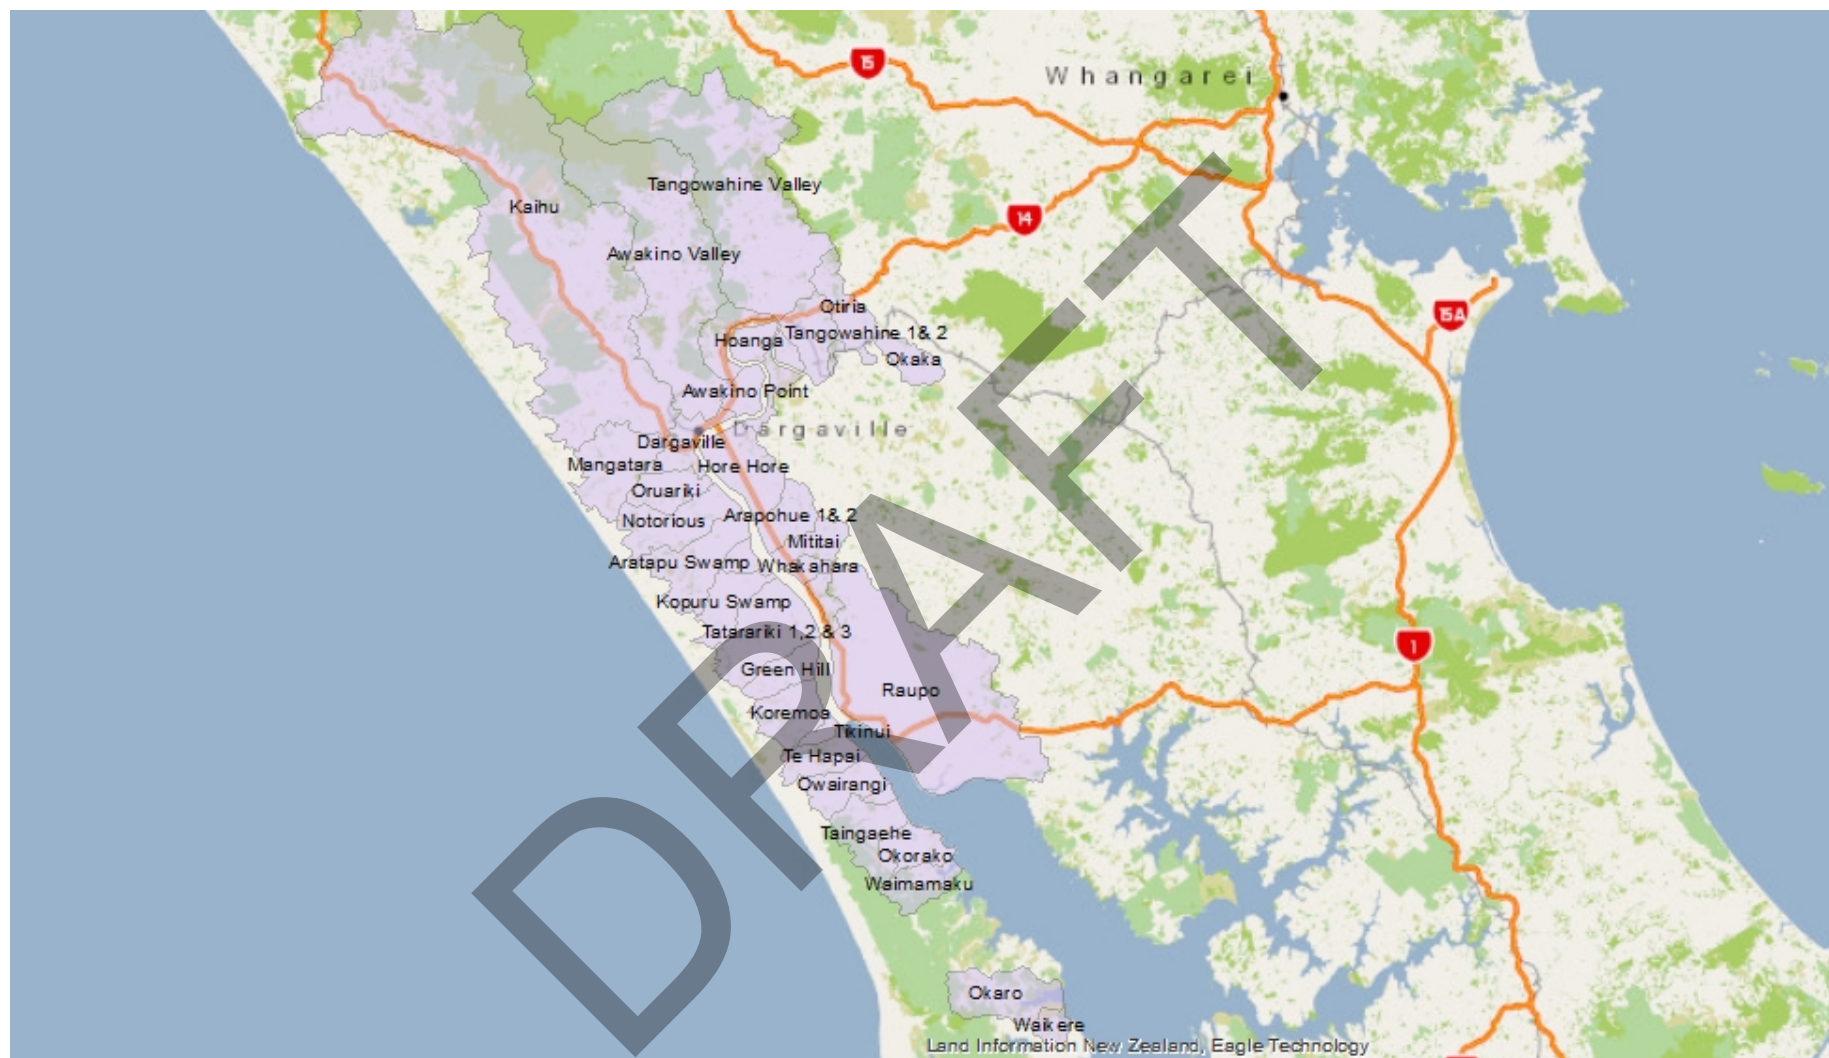 15
Whangarei
Tangowahine Valley
Kaihu
14
Awakino Valley
Otiria
15A
Hoanga
Tangowahine 1& 2
Okaka
Awakino Point
Dargaville
Dargaville
Mangatara
Hore Hore
Oruariki
Notorious
Arapohue 1& 2
Mititai
Aratapu Swamp
Whakahara
Kopuru Swamp
Tatarariki 1,2 & 3
1
Green Hill
Raupo
Koremoa
Tikinui
Te Hapai
Owairangi
Taingaehe
Okorako
Waimamaku
Okaro
Waikere
Land Information New Zealand, Eagle Technology
DRAFT